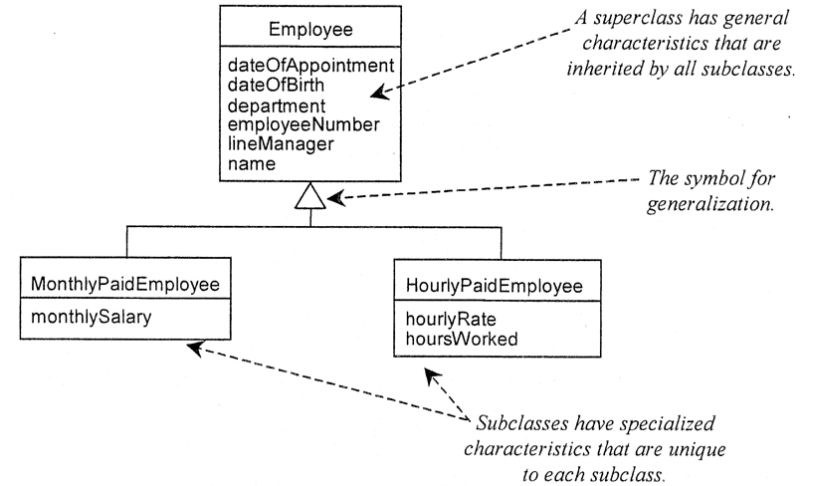 Employee
dateOfAppointment
dateOfBirth
department
employeeNumber
lineManager
name
A superclass has general
characteristics that are
inherited by all subclasses.
The symbol for
generalization.
MonthlyPaidEmployee
monthlySalary
HourlyPaidEmployee
hourlyRate
hoursWorked
Subclasses have specialized
characteristics that are unique
to each subclass.